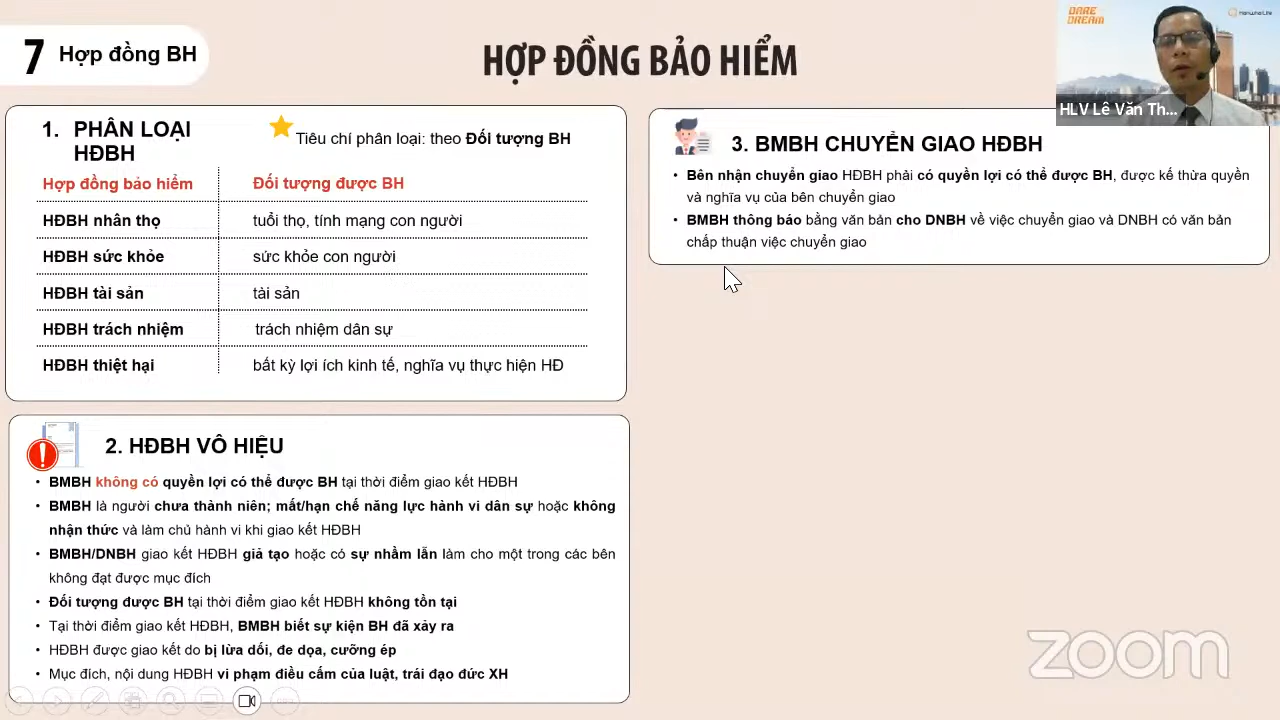 7 Hợp đồng BH
HỢP ĐỒNG BẢO HIỂM
DARE DREAM
Hanwha Life
HLV Lê Văn Th...
1. PHÂN LOẠI
HĐBH
Tiêu chí phân loại: theo Đối tượng BH
Hợp đồng bảo hiểm Đối tượng được BH
HĐBH nhân thọ tuổi thọ, tính mạng con người
HĐBH sức khỏe sức khỏe con người
HĐBH tài sản tài sản
HĐBH trách nhiệm trách nhiệm dân sự
HĐBH thiệt hại bất kỳ lợi ích kinh tế, nghĩa vụ thực hiện HĐ
2. HĐBH VÔ HIỆU
• BMBH không có quyền lợi có thể được BH tại thời điểm giao kết HĐBH
• BMBH là người chưa thành niên; mất/hạn chế năng lực hành vi dân sự hoặc không
nhận thức và làm chủ hành vi khi giao kết HĐBH
• BMBH/DNBH giao kết HĐBH giả tạo hoặc có sự nhầm lẫn làm cho một trong các bên
không đạt được mục đích
• Đối tượng được BH tại thời điểm giao kết HĐBH không tồn tại
• Tại thời điểm giao kết HĐBH, BMBH biết sự kiện BH đã xảy ra
• HĐBH được giao kết do bị lừa dối, đe dọa, cưỡng ép
• Mục đích, nội dung HĐBH vi phạm điều cấm của luật, trái đạo đức XH
3. BMBH CHUYỂN GIAO HĐBH
• Bên nhận chuyển giao HĐBH phải có quyền lợi có thể được BH, được kế thừa quyền
và nghĩa vụ của bên chuyển giao
• BMBH thông báo bằng văn bản cho DNBH về việc chuyển giao và DNBH có văn bản
chấp thuận việc chuyển giao
zoom